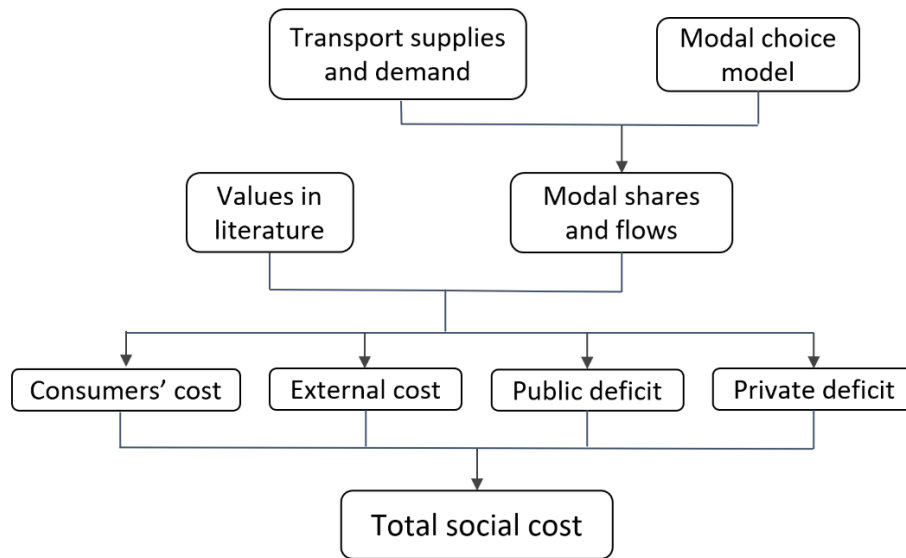 Transport supplies
and demand
Modal choice
model
Values in
literature
Modal shares
and flows
Consumers’ cost
External cost
Public deficit
Private deficit
Total social cost